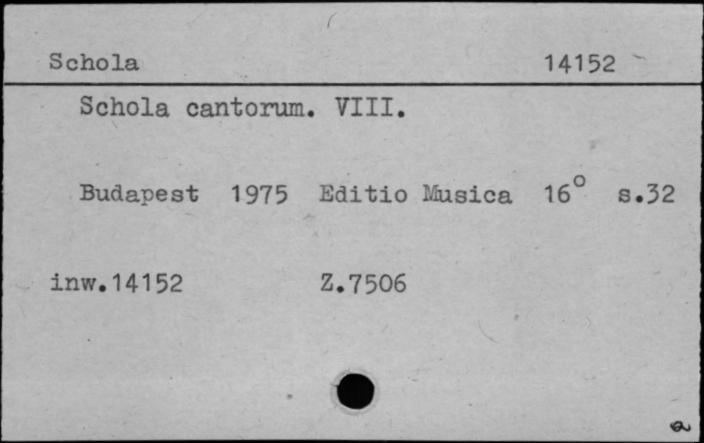 Schola 14152
Schola cantorum. VIII.
Budapest 1975 Editio Musica 16° s.32
inw.14152 Z.7506